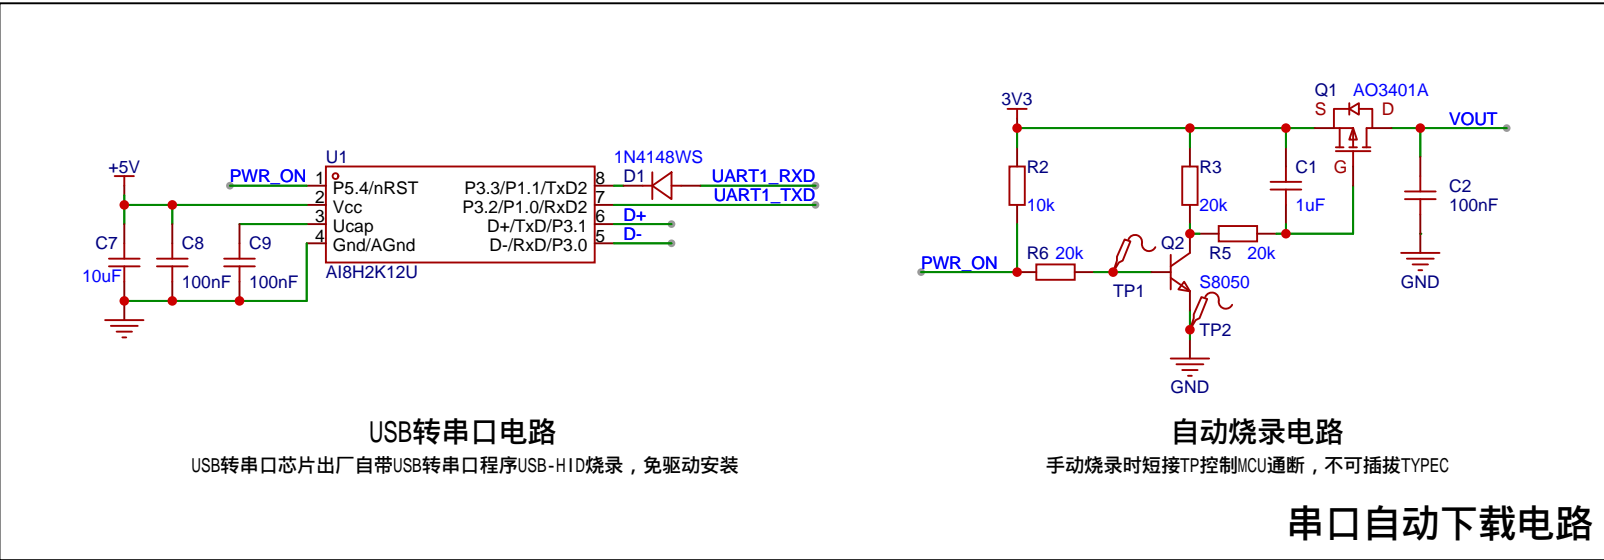 +5V
PWR_ON
U1
1
2
3
4
P5.4/nRST
Vcc
Ucap
Gnd/AGnd
P3.3/P1.1/TxD2
P3.2/P1.0/RxD2
D+/TxD/P3.1
D-/RxD/P3.0
8
7
6
5
AI8H2K12U
1N4148WS
D1
UART1_RXD
UART1_TXD
D+
D-
C7
10uF
C8
100nF
C9
100nF
USB转串口电路
USB转串口芯片出厂自带USB转串口程序USB-HID烧录，免驱动安装
3V3
R2
10k
R3
20k
C1
1uF
Q1 AO3401A
S D
G
VOUT
C2
100nF
GND
PWR_ON
R6 20k
TP1
Q2
S8050
R5 20k
TP2
GND
自动烧录电路
手动烧录时短接TP控制MCU通断，不可插拔TYPEC
串口自动下载电路